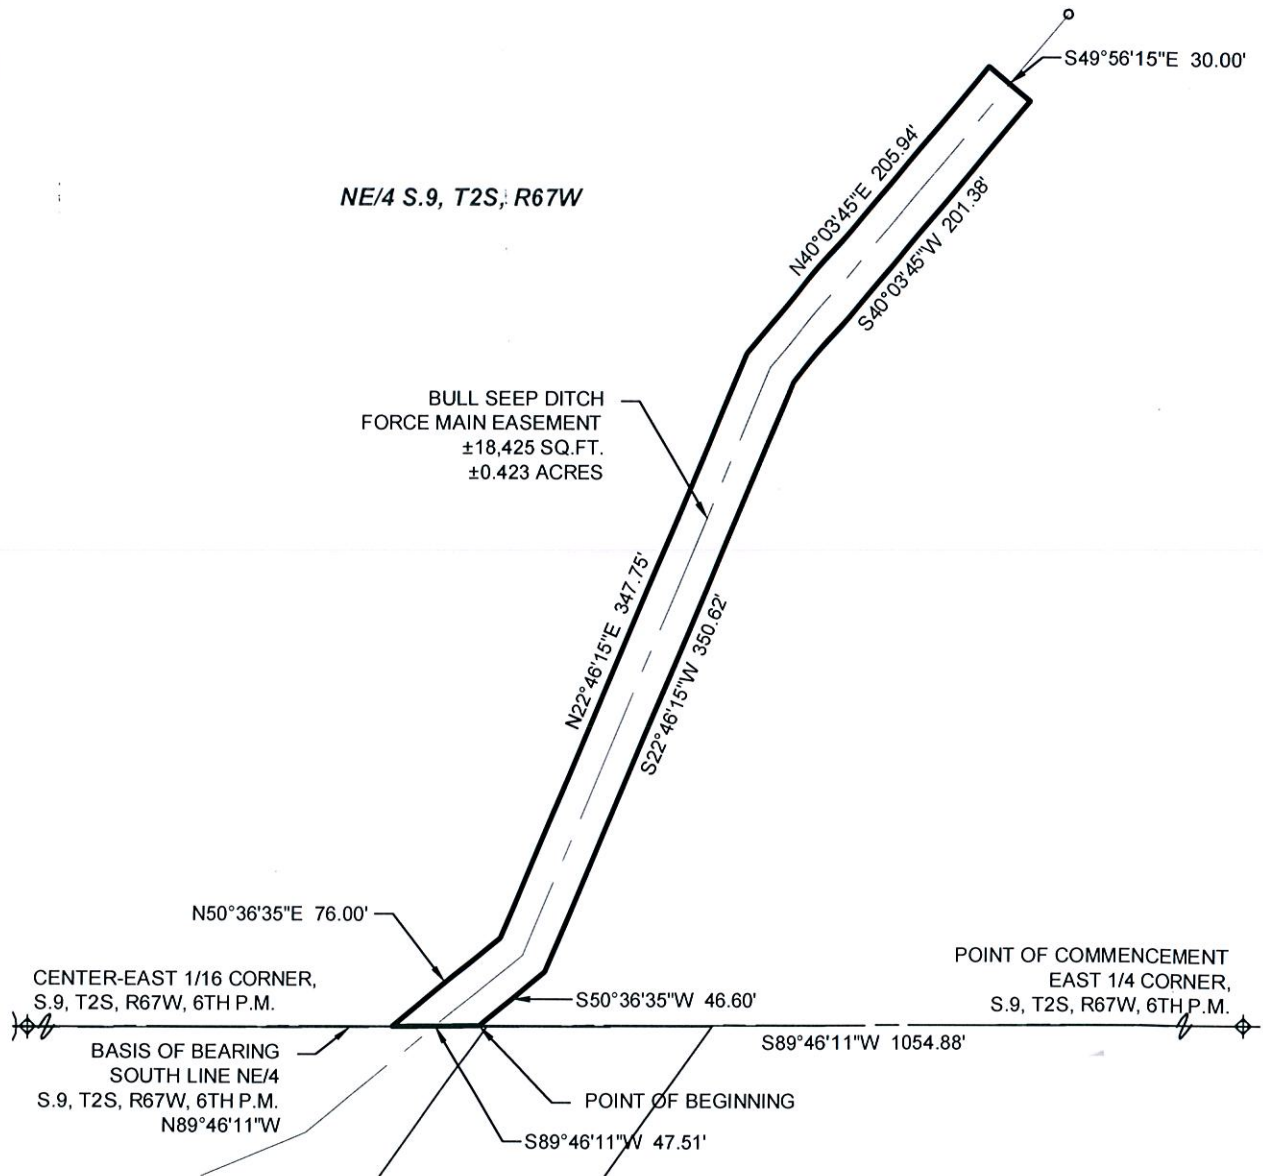 S49°56'15"E 30.00'
NE/4 S.9, T2S, R67W
N40°03'45"E 205.94'
S40°03'45"W 201.38'
BULL SEEP DITCH
FORCE MAIN EASEMENT
±18,425 SQ.FT.
±0.423 ACRES
N22°46'15"E 347.75'
S22°46'15"W 350.62'
N50°36'35"E 76.00'
CENTER-EAST 1/16 CORNER,
S.9, T2S, R67W, 6TH P.M.
S50°36'35"W 46.60'
POINT OF COMMENCEMENT
EAST 1/4 CORNER,
S.9, T2S, R67W, 6TH P.M.
S89°46'11"W 1054.88'
BASIS OF BEARING
SOUTH LINE NE/4
S.9, T2S, R67W, 6TH P.M.
N89°46'11"W
POINT OF BEGINNING
S89°46'11"W 47.51'